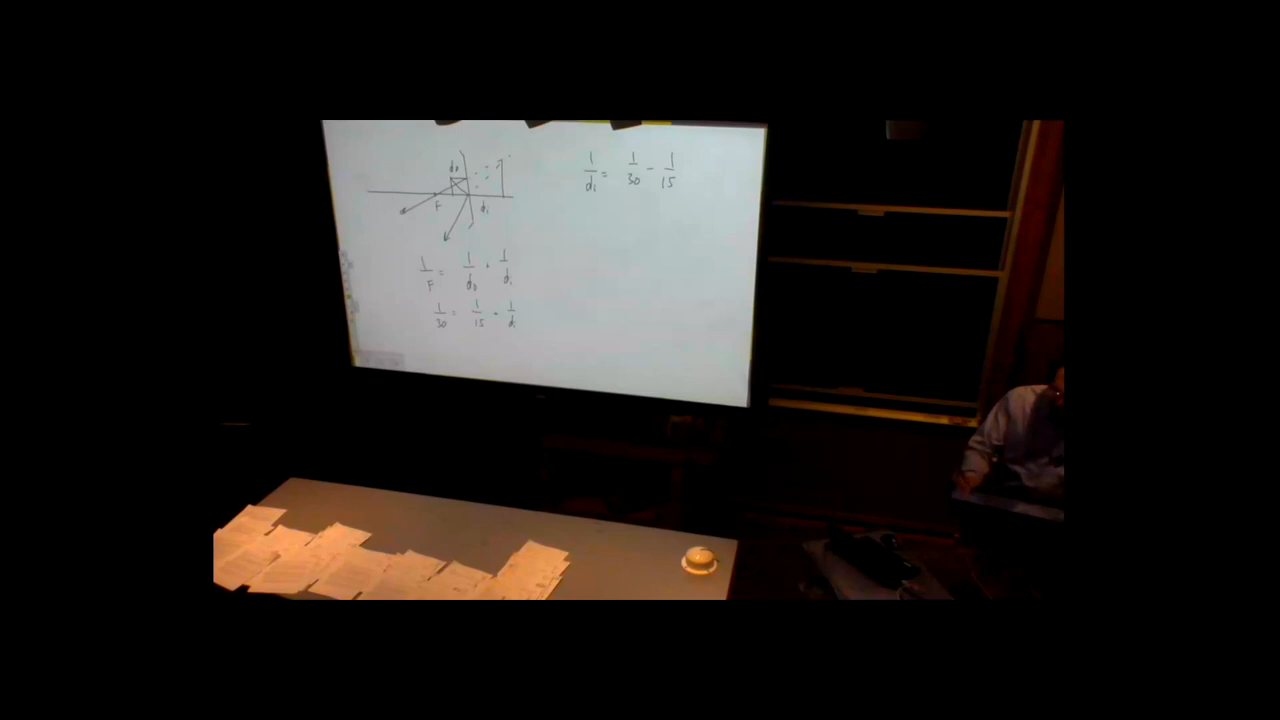 do
F
di
1/F = 1/do + 1/di
1/30 = 1/15 + 1/di
1/di = 1/30 - 1/15